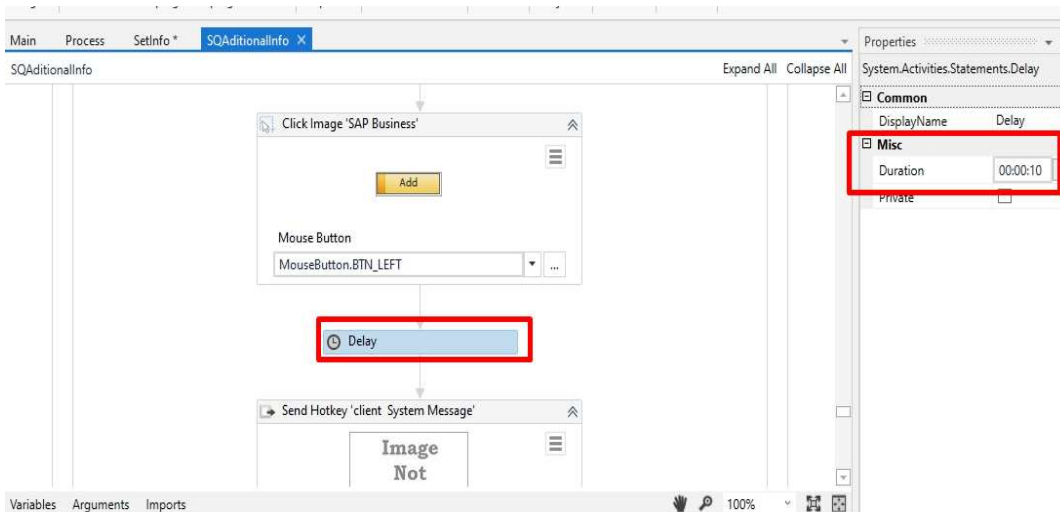 Main Process SetInfo * SQAditionalInfo ×
Properties
SQAditionalInfo Expand All Collapse All
System.Activities.Statements.Delay
Common
DisplayName Delay
Misc
Duration 00:00:10
Private
Click Image 'SAP Business'
Add
Mouse Button
MouseButton.BTN_LEFT ...
Delay
Send Hotkey 'client System Message'
Image
Not
Variables Arguments Imports 100%